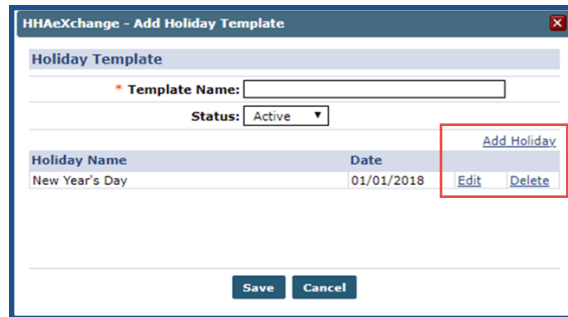 HHAeXchange - Add Holiday Template
Holiday Template
* Template Name:
Status: Active
Add Holiday
Holiday Name Date
New Year's Day 01/01/2018 Edit Delete
Save Cancel